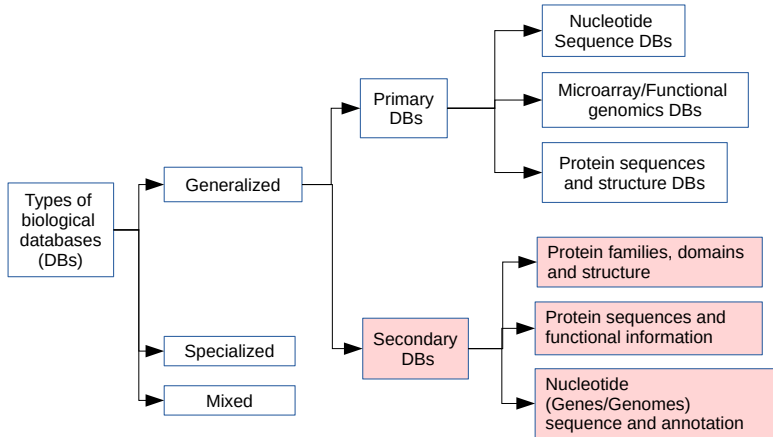 Types of
biological
databases
(DBs)
Generalized
Specialized
Mixed
Primary
DBs
Secondary
DBs
Nucleotide
Sequence DBs
Microarray/Functional
genomics DBs
Protein sequences
and structure DBs
Protein families, domains
and structure
Protein sequences and
functional information
Nucleotide
(Genes/Genomes)
sequence and annotation